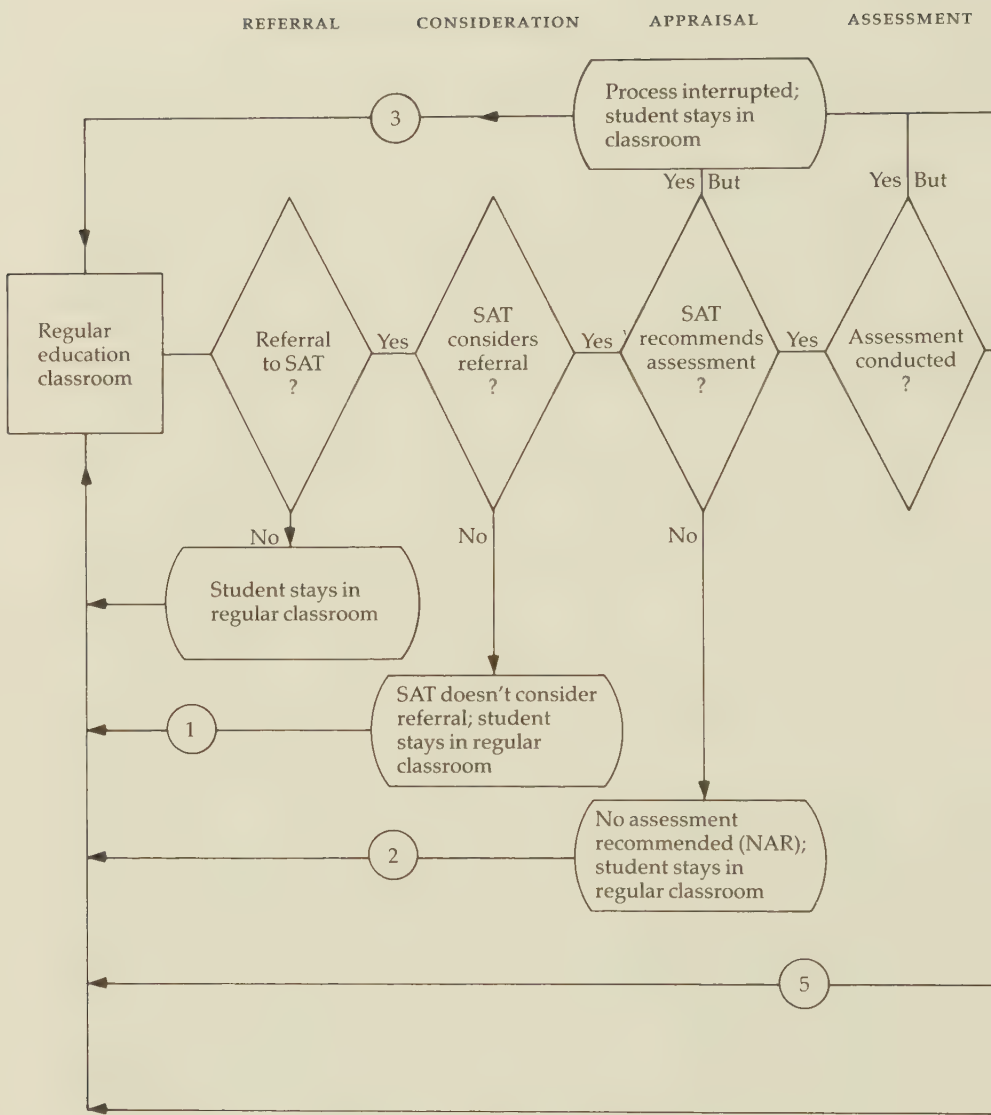 REFERRAL CONSIDERATION APPRAISAL ASSESSMENT
Process interrupted;
student stays in
classroom
3
Yes But
Yes But
Regular
education
classroom
Referral
to SAT
?
Yes
SAT
considers
referral
?
Yes
SAT
recommends
assessment
?
Yes
Assessment
conducted
?
No
Student stays in
regular classroom
No
SAT doesn't consider
referral; student
stays in regular
classroom
1
No
No assessment
recommended (NAR);
student stays in
regular classroom
2
5